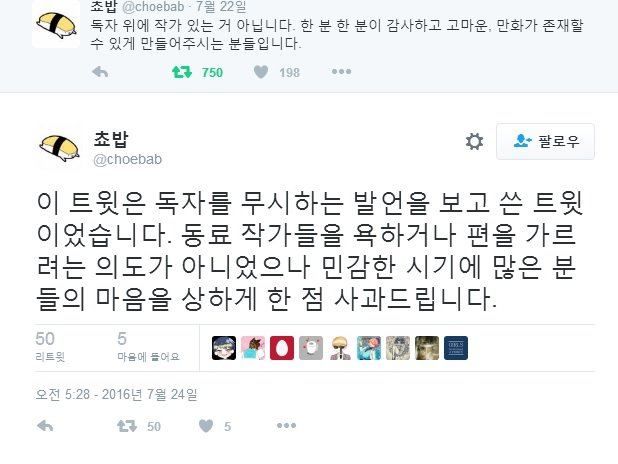 쵸밥 @choebab · 7월 22일
독자 위에 작가 있는 거 아닙니다. 한 분 한 분이 감사하고 고마운, 만화가 존재할
수 있게 만들어주시는 분들입니다.
750 198
쵸밥
@choebab
팔로우
이 트윗은 독자를 무시하는 발언을 보고 쓴 트윗
이었습니다. 동료 작가들을 욕하거나 편을 가르
려는 의도가 아니었으나 민감한 시기에 많은 분
들의 마음을 상하게 한 점 사과드립니다.
50 5
리트윗 마음에 들어요
오전 5:28 - 2016년 7월 24일
50 5